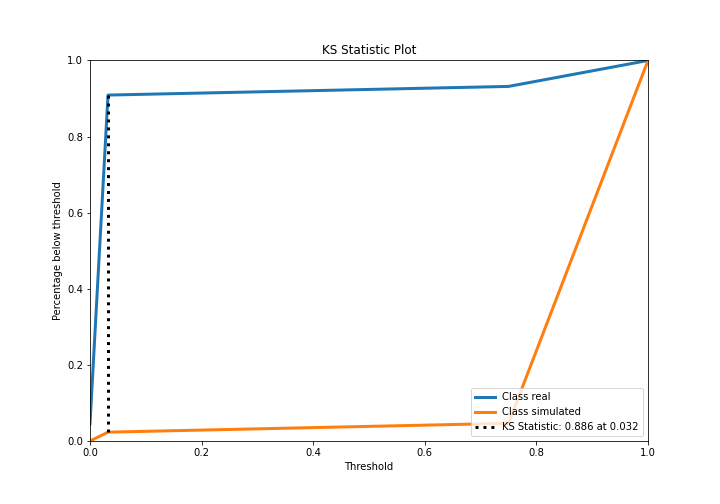 KS Statistic Plot
1.0
0.8
0.6
0.4
0.2
0.0
Percentage below threshold
Class real
Class simulated
KS Statistic: 0.886 at 0.032
0.0 0.2 0.4 0.6 0.8 1.0
Threshold